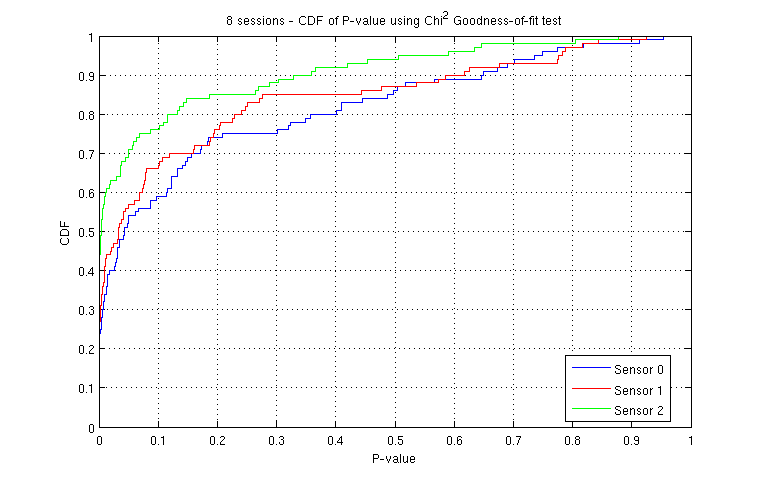 8 sessions - CDF of P-value using Chi² Goodness-of-fit test
1
0.9
0.8
0.7
0.6
0.5
0.4
0.3
0.2
0.1
0
CDF
0 0.1 0.2 0.3 0.4 0.5 0.6 0.7 0.8 0.9 1
P-value
Sensor 0
Sensor 1
Sensor 2